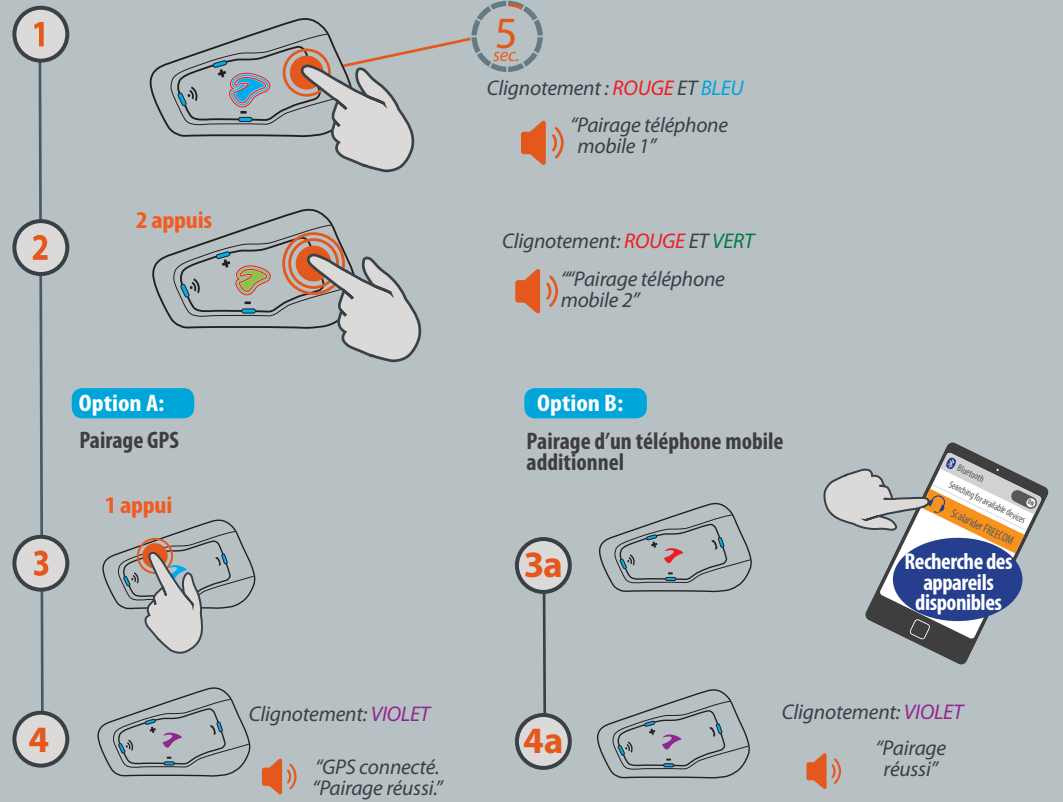 1
5
sec.
Clignotement : ROUGE ET BLEU
“Pairage téléphone
mobile 1”
2 appuis
2
Clignotement: ROUGE ET VERT
““Pairage téléphone
mobile 2”
Option A:
Pairage GPS
1 appui
3
4
Clignotement: VIOLET
“GPS connecté.
“Pairage réussi.”
Option B:
Pairage d’un téléphone mobile
additionnel
3a
Bluetooth
On
Searching for available devices
Scalarider FREECOM
Recherche des
appareils
disponibles
4a
Clignotement: VIOLET
“Pairage
réussi”